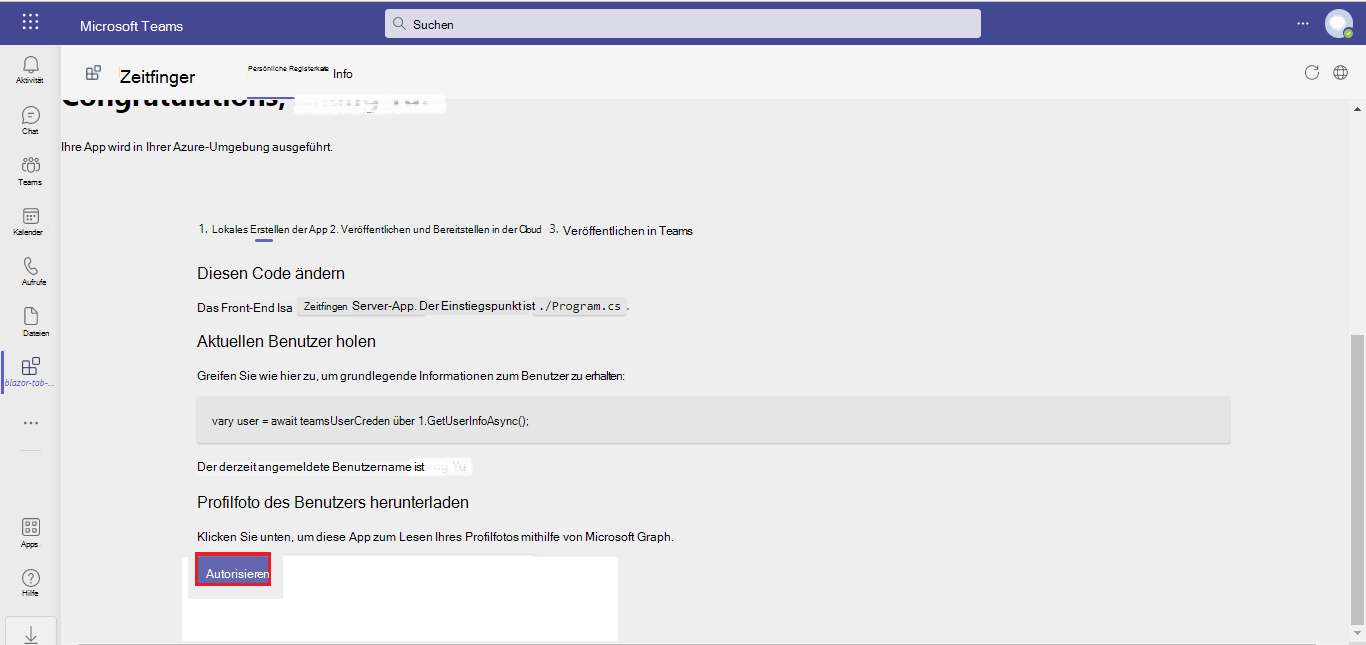 Microsoft Teams
Suchen
Aktivität
Chat
Teams
Kalender
Aufrufe
Dateien
blazor-tab-...
Apps
Hilfe
Zeitfinger
Persönliche Registerkarte Info
Congratulations,
Ihre App wird in Ihrer Azure-Umgebung ausgeführt.
1. Lokales Erstellen der App 2. Veröffentlichen und Bereitstellen in der Cloud 3. Veröffentlichen in Teams
Diesen Code ändern
Das Front-End Isa Zeitfingen Server-App. Der Einstiegspunkt ist ./Program.cs .
Aktuellen Benutzer holen
Greifen Sie wie hier zu, um grundlegende Informationen zum Benutzer zu erhalten:
vary user = await teamsUserCreden über 1.GetUserInfoAsync();
Der derzeit angemeldete Benutzername ist
Profilfoto des Benutzers herunterladen
Klicken Sie unten, um diese App zum Lesen Ihres Profilfotos mithilfe von Microsoft Graph.
Autorisieren